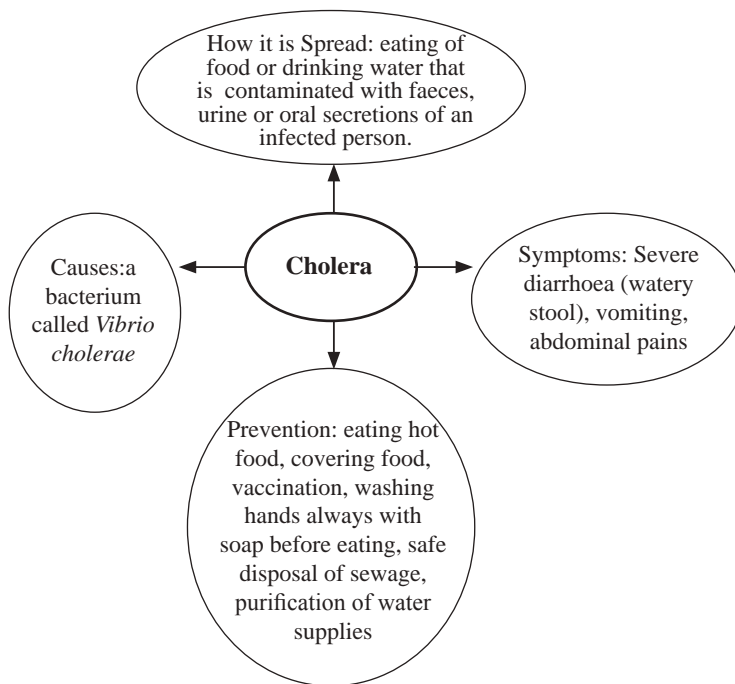 How it is Spread: eating of
food or drinking water that
is contaminated with faeces,
urine or oral secretions of an
infected person.
Causes:a
bacterium
called Vibrio
cholerae
Cholera
Symptoms: Severe
diarrhoea (watery
stool), vomiting,
abdominal pains
Prevention: eating hot
food, covering food,
vaccination, washing
hands always with
soap before eating, safe
disposal of sewage,
purification of water
supplies